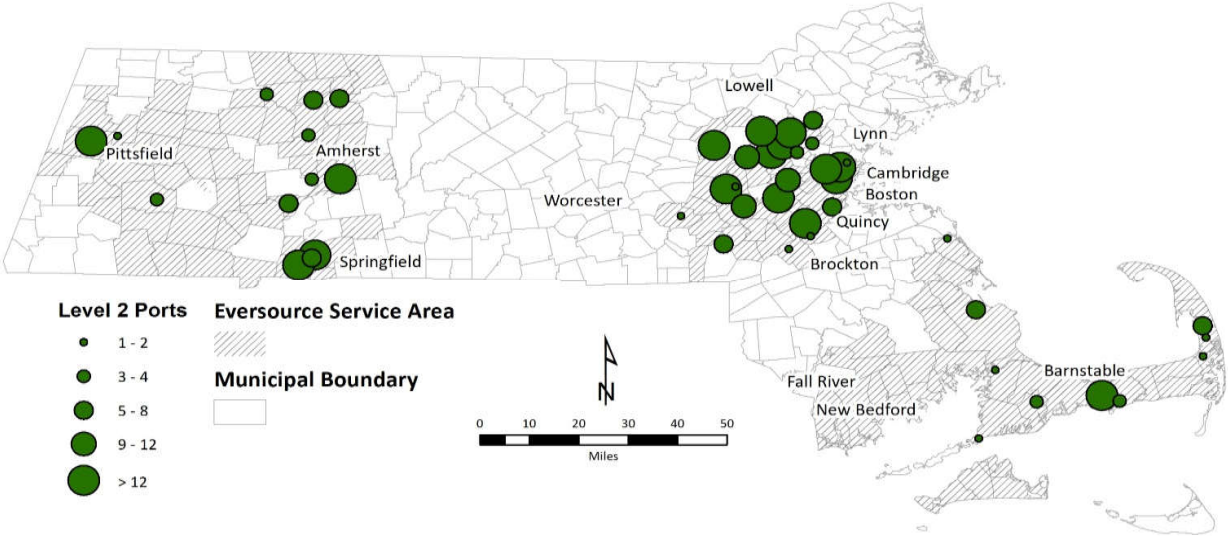 Lowell
Lynn
Pittsfield
Amherst
Cambridge
Worcester
Boston
Quincy
Springfield
Brockton
Level 2 Ports
1 - 2
3 - 4
5 - 8
9 - 12
> 12
Eversource Service Area
Municipal Boundary
N
0 10 20 30 40 50
Miles
Barnstable
Fall River
New Bedford